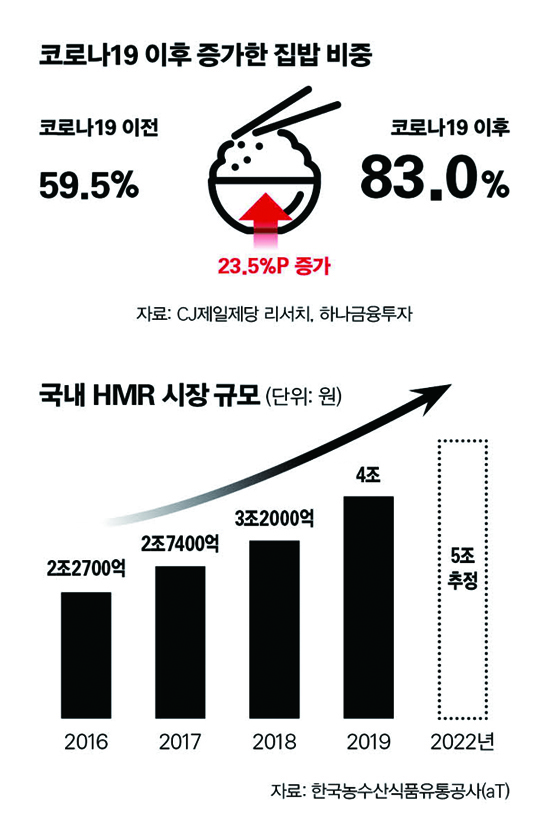 코로나19 이후 증가한 집밥 비중
코로나19 이전
59.5%
코로나19 이후
83.0%
23.5%P 증가
자료: CJ제일제당 리서치, 하나금융투자
국내 HMR 시장 규모 (단위: 원)
2조2700억
2조7400억
3조2000억
4조
5조
추정
2016
2017
2018
2019
2022년
자료: 한국농수산식품유통공사(aT)